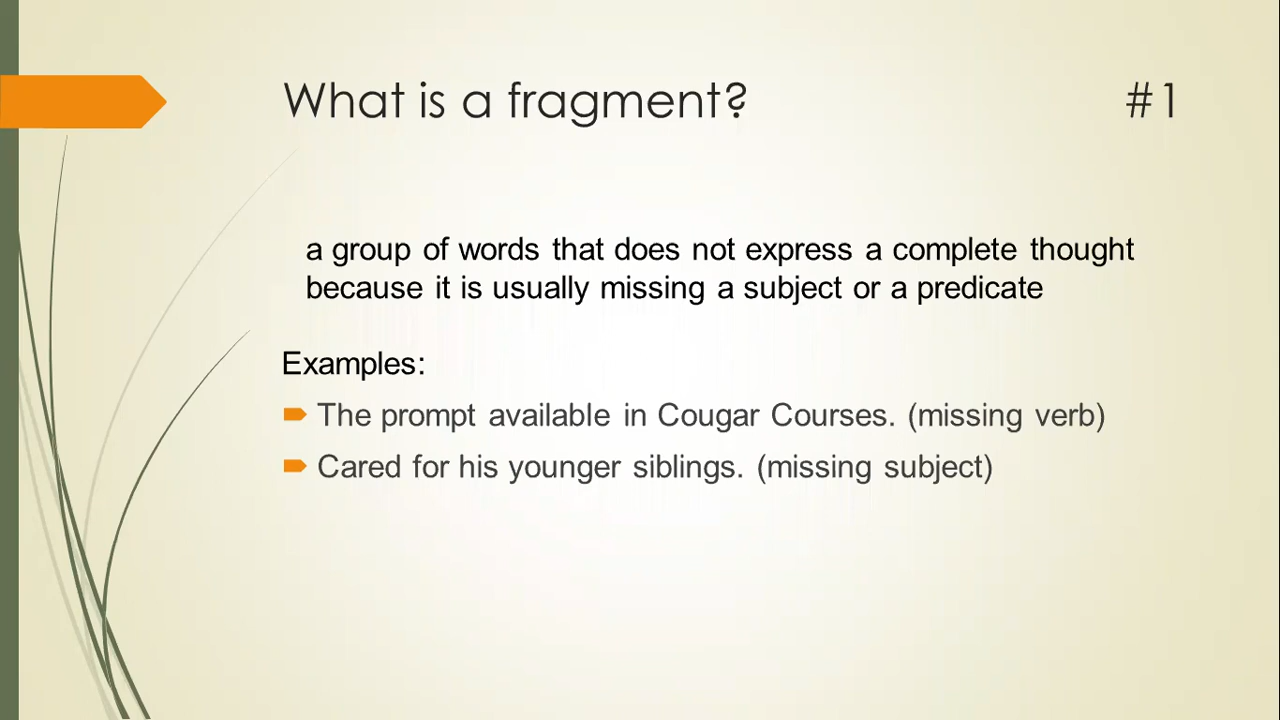 What is a fragment?
#1
a group of words that does not express a complete thought
because it is usually missing a subject or a predicate
Examples:
The prompt available in Cougar Courses. (missing verb)
Cared for his younger siblings. (missing subject)